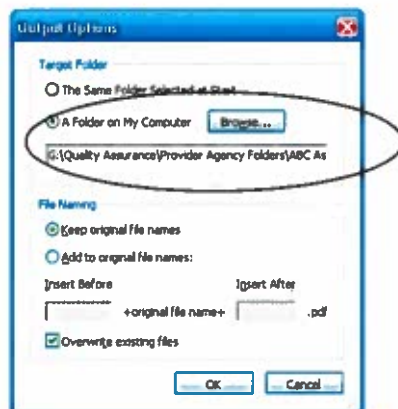 Output Options
Target Folder
The Same Folder Selected at Start
A Folder on My Computer Browse...
G:\Quality Assurance\Provider Agency Folders\ABC As
File Naming
Keep original file names
Add to original file names:
Insert Before Insert After
+original file name+ .pdf
Overwrite existing files
OK Cancel